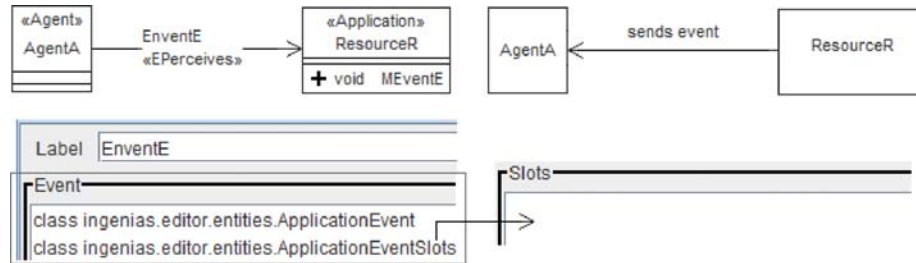 «Agent»
AgentA
EnventE
«EPerceives»
«Application»
ResourceR
+ void MEventE
AgentA
sends event
ResourceR
Label EnventE
Event
class ingenias.editor.entities.ApplicationEvent
class ingenias.editor.entities.ApplicationEventSlots
Slots